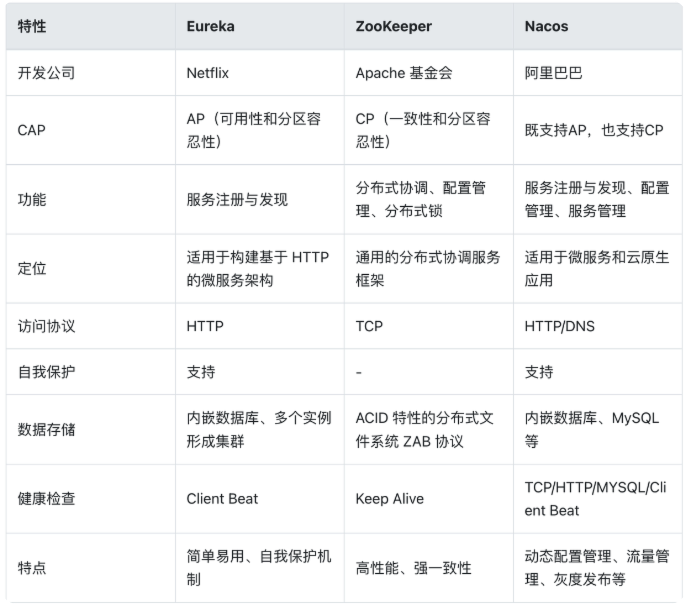 特性 Eureka ZooKeeper Nacos
开发公司 Netflix Apache 基金会 阿里巴巴
CAP
AP（可用性和分区容
忍性）
CP（一致性和分区容
忍性）
既支持AP，也支持CP
功能 服务注册与发现
分布式协调、配置管
理、分布式锁
服务注册与发现、配置
管理、服务管理
定位
适用于构建基于 HTTP
的微服务架构
通用的分布式协调服务
框架
适用于微服务和云原生
应用
访问协议 HTTP TCP HTTP/DNS
自我保护 支持 - 支持
数据存储
内嵌数据库、多个实例
形成集群
ACID 特性的分布式文
件系统 ZAB 协议
内嵌数据库、MySQL
等
健康检查 Client Beat Keep Alive
TCP/HTTP/MYSQL/Cli
ent Beat
特点
简单易用、自我保护机
制
高性能、强一致性
动态配置管理、流量管
理、灰度发布等